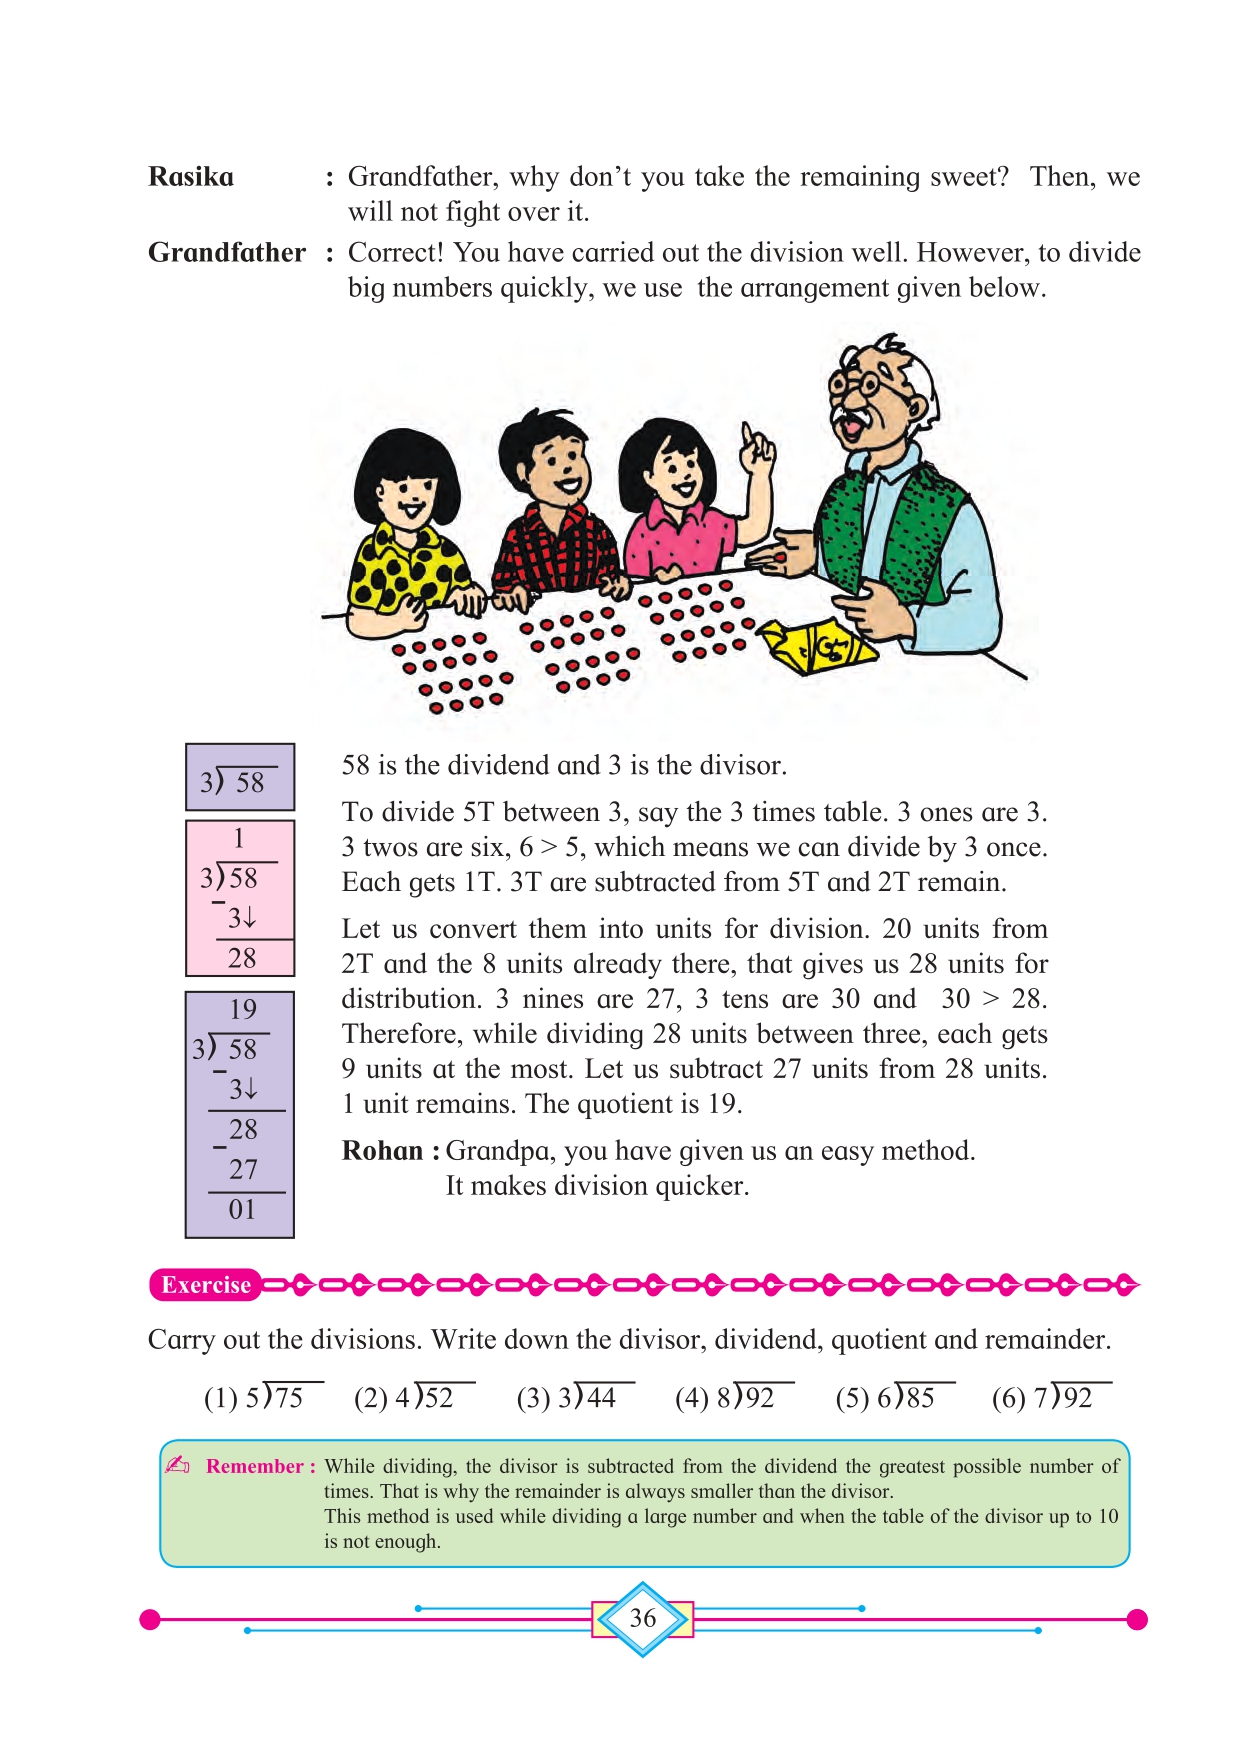 Rasika : Grandfather, why don't you take the remaining sweet? Then, we
will not fight over it.
Grandfather : Correct! You have carried out the division well. However, to divide
big numbers quickly, we use the arrangement given below.
3) 58
1
3) 58
− 3↓
28
19
3) 58
− 3↓
28
− 27
01
58 is the dividend and 3 is the divisor.
To divide 5T between 3, say the 3 times table. 3 ones are 3.
3 twos are six, 6 > 5, which means we can divide by 3 once.
Each gets 1T. 3T are subtracted from 5T and 2T remain.
Let us convert them into units for division. 20 units from
2T and the 8 units already there, that gives us 28 units for
distribution. 3 nines are 27, 3 tens are 30 and 30 > 28.
Therefore, while dividing 28 units between three, each gets
9 units at the most. Let us subtract 27 units from 28 units.
1 unit remains. The quotient is 19.
Rohan : Grandpa, you have given us an easy method.
It makes division quicker.
Exercise
Carry out the divisions. Write down the divisor, dividend, quotient and remainder.
(1) 5)75 (2) 4)52 (3) 3)44 (4) 8)92 (5) 6)85 (6) 7)92
Remember : While dividing, the divisor is subtracted from the dividend the greatest possible number of
times. That is why the remainder is always smaller than the divisor.
This method is used while dividing a large number and when the table of the divisor up to 10
is not enough.
36